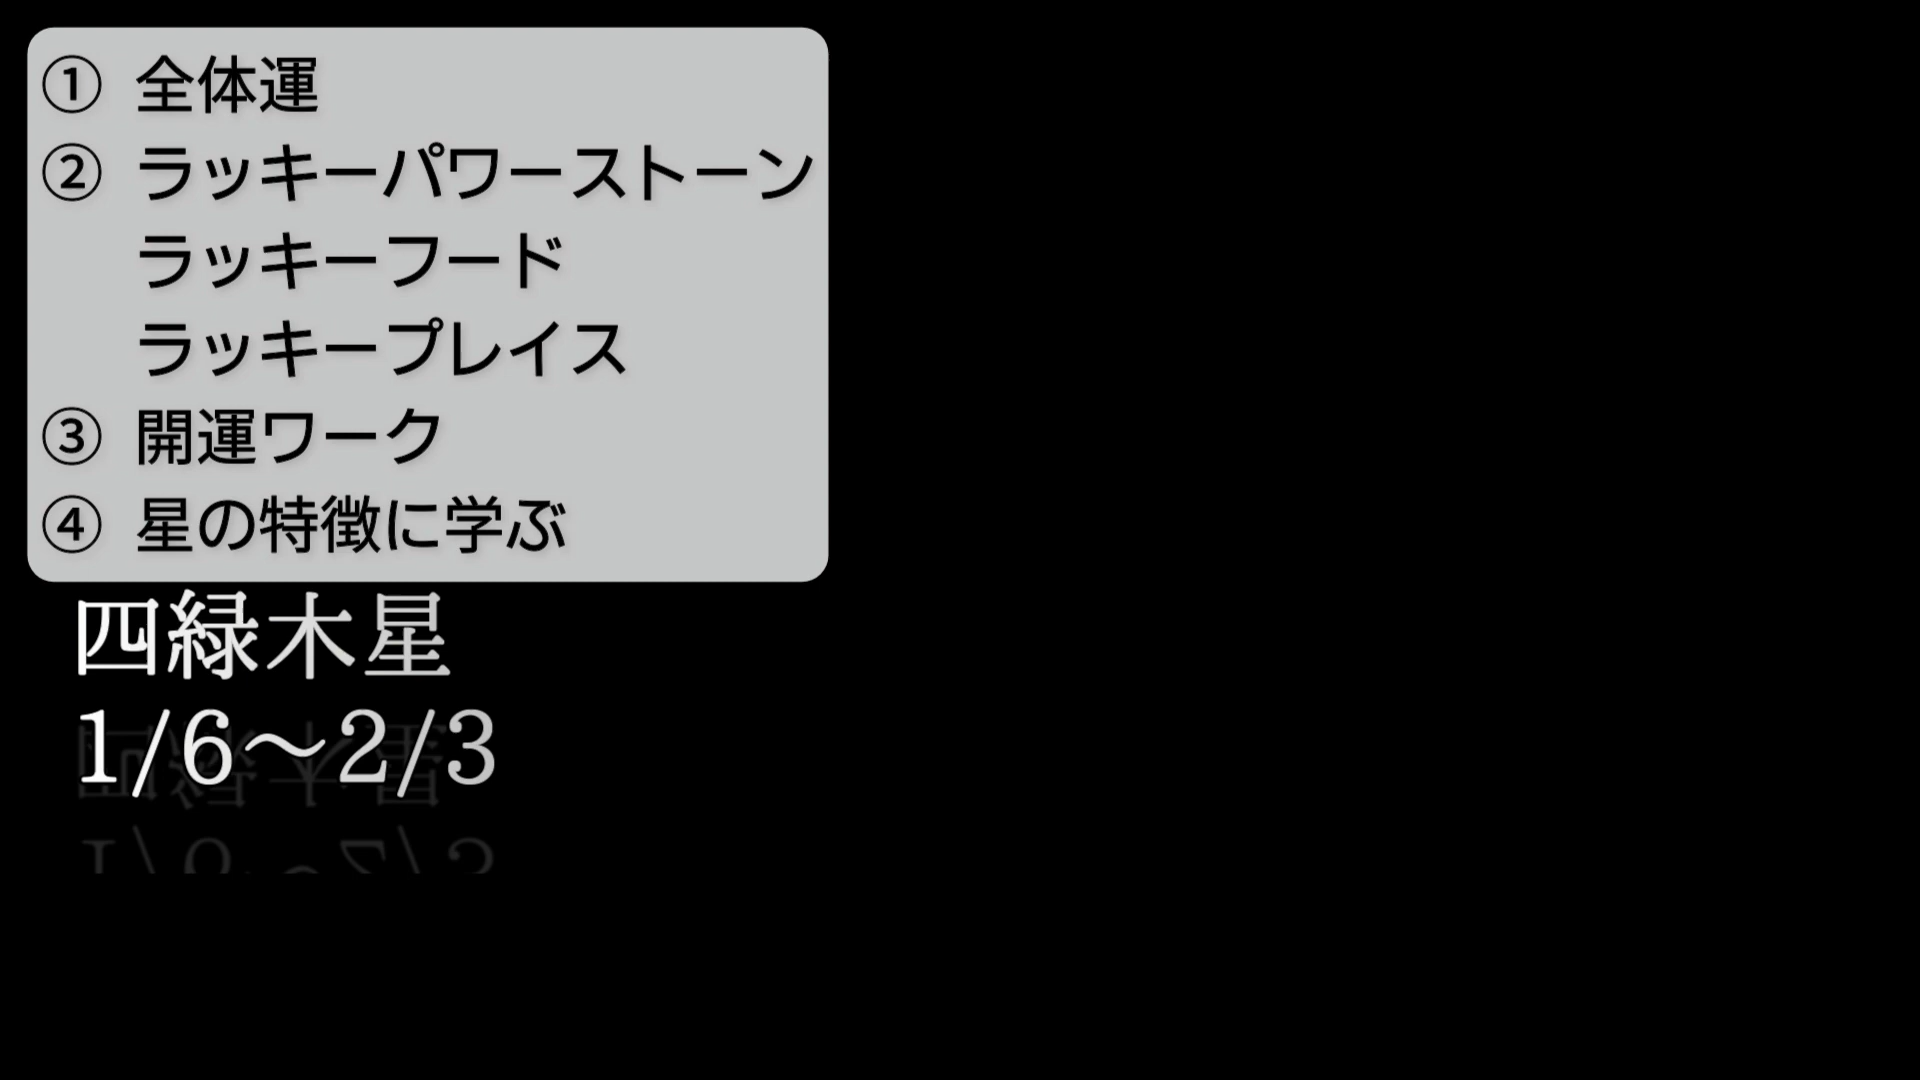 ① 全体運
② ラッキーパワーストーン
ラッキーフード
ラッキープレイス
③ 開運ワーク
④ 星の特徴に学ぶ
四緑木星
1/6〜2/3